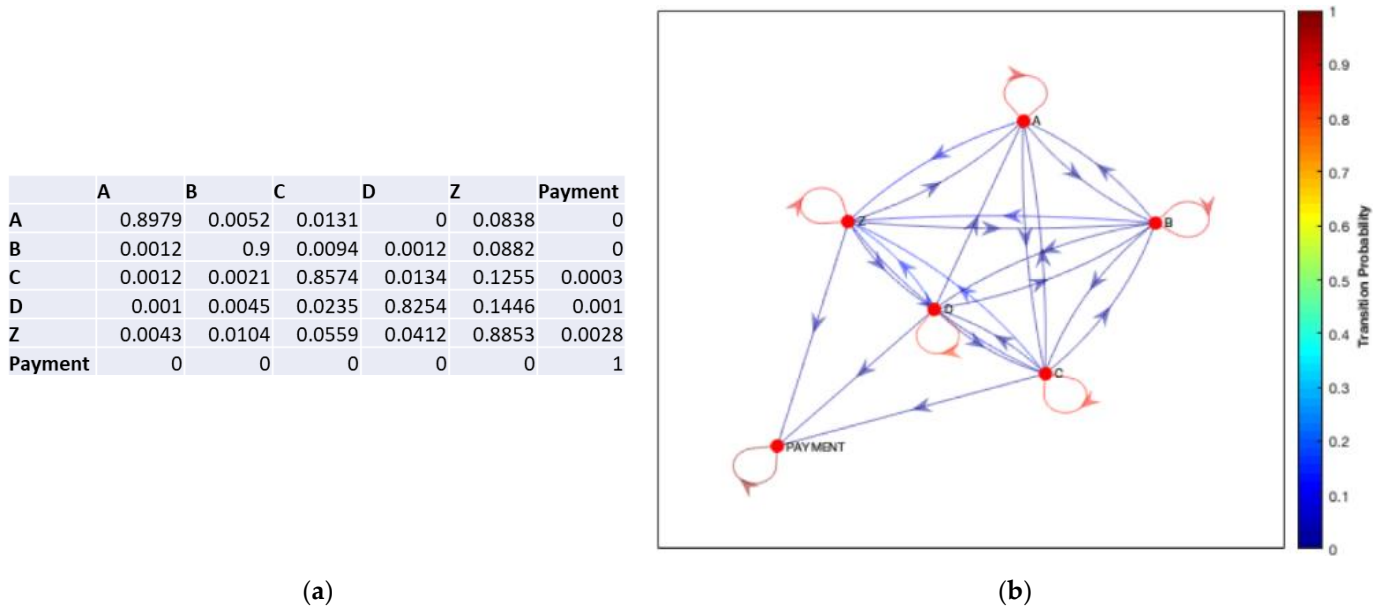 A B C D Z Payment
A 0.8979 0.0052 0.0131 0 0.0838 0
B 0.0012 0.9 0.0094 0.0012 0.0882 0
C 0.0012 0.0021 0.8574 0.0134 0.1255 0.0003
D 0.001 0.0045 0.0235 0.8254 0.1446 0.001
Z 0.0043 0.0104 0.0559 0.0412 0.8853 0.0028
Payment 0 0 0 0 0 1
(a)
A
Z
B
D
C
PAYMENT
1
0.9
0.8
0.7
0.6
0.5
0.4
0.3
0.2
0.1
0
Transition Probability
(b)